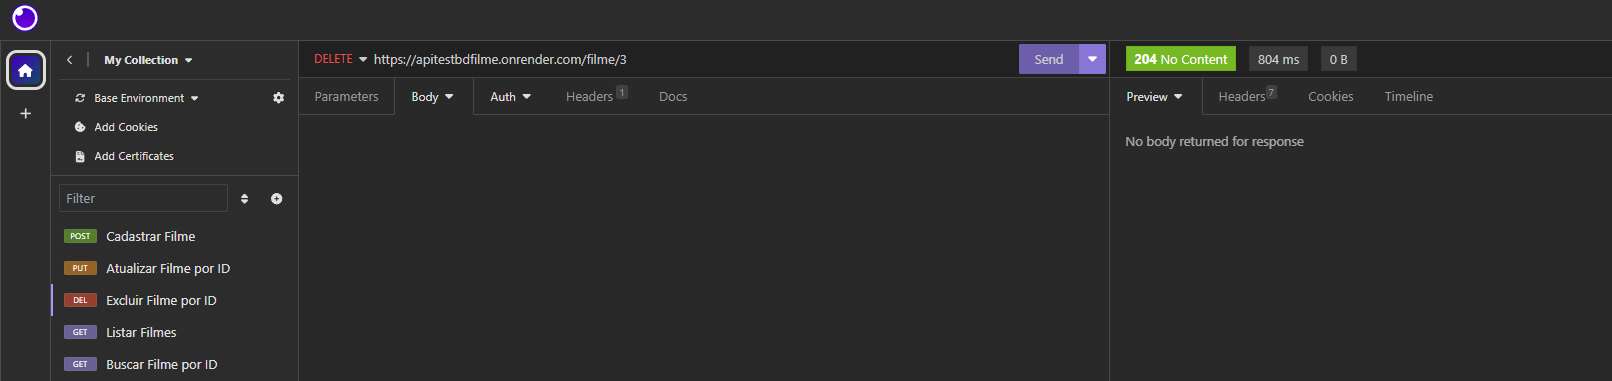 My Collection
Base Environment
Add Cookies
Add Certificates
Filter
POST Cadastrar Filme
PUT Atualizar Filme por ID
DEL Excluir Filme por ID
GET Listar Filmes
GET Buscar Filme por ID
DELETE https://apitestbdfilme.onrender.com/filme/3 Send
Parameters Body Auth Headers 1 Docs
204 No Content 804 ms 0 B
Preview Headers 7 Cookies Timeline
No body returned for response